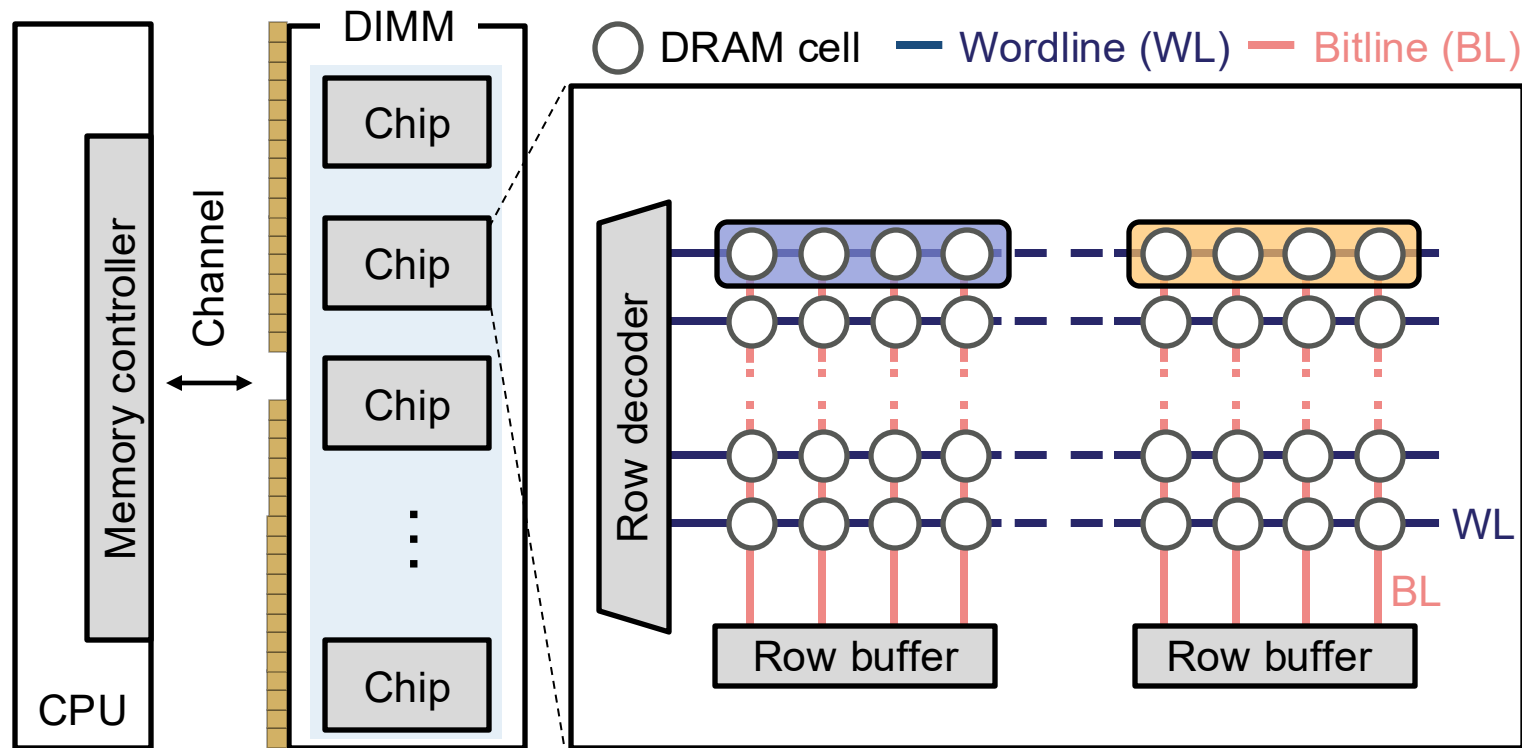 DIMM
DRAM cell
Wordline (WL)
Bitline (BL)
Chip
Chip
Chip
Chip
Memory controller
Channel
CPU
Row decoder
WL
BL
Row buffer
Row buffer